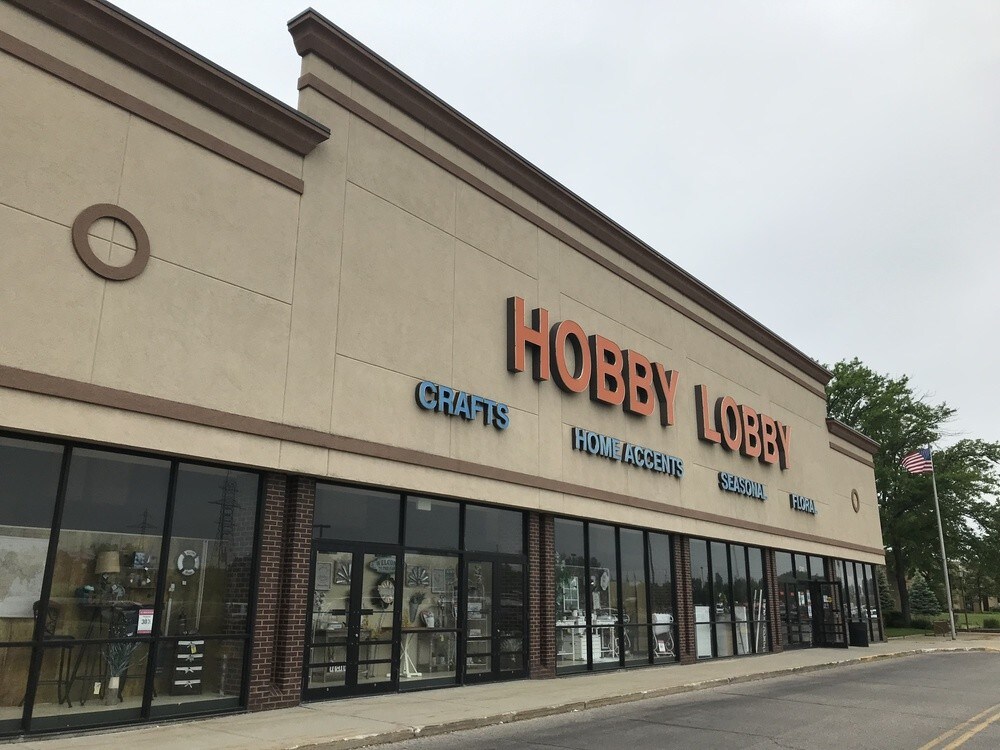 HOBBY LOBBY
CRAFTS
HOME ACCENTS
SEASONAL
FLORAL